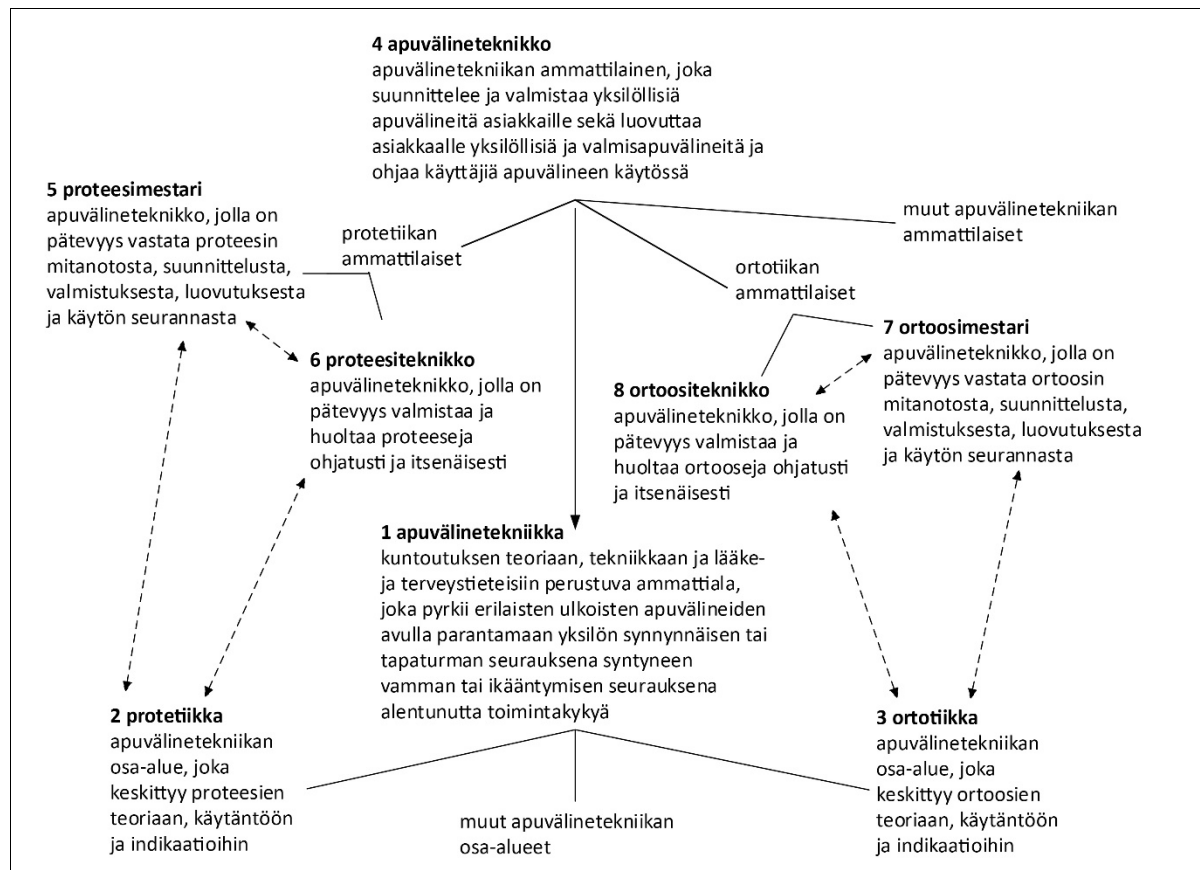 4 apuvälineteknikko
apuvälinetekniikan ammattilainen, joka
suunnittelee ja valmistaa yksilöllisiä
apuvälineitä asiakkaille sekä luovuttaa
asiakkaalle yksilöllisiä ja valmisapuvälineitä ja
ohjaa käyttäjiä apuvälineen käytössä
5 proteesimestari
apuvälineteknikko, jolla on
pätevyys vastata proteesin
mitanotosta, suunnittelusta,
valmistuksesta, luovutuksesta
ja käytön seurannasta
protetiikan
ammattilaiset
muut apuvälinetekniikan
ammattilaiset
ortotiikan
ammattilaiset
6 proteesiteknikko
apuvälineteknikko, jolla on
pätevyys valmistaa ja
huoltaa proteeseja
ohjatusti ja itsenäisesti
7 ortoosimestari
apuvälineteknikko, jolla on
pätevyys vastata ortoosin
mitanotosta, suunnittelusta,
valmistuksesta, luovutuksesta
ja käytön seurannasta
8 ortoositeknikko
apuvälineteknikko, jolla on
pätevyys valmistaa ja
huoltaa ortooseja ohjatusti
ja itsenäisesti
1 apuvälinetekniikka
kuntoutuksen teoriaan, tekniikkaan ja lääke-
ja terveystieteisiin perustuva ammattiala,
joka pyrkii erilaisten ulkoisten apuvälineiden
avulla parantamaan yksilön synnynnäisen tai
tapaturman seurauksena syntyneen
vamman tai ikääntymisen seurauksena
alentunutta toimintakykyä
2 protetiikka
apuvälinetekniikan
osa-alue, joka
keskittyy proteesien
teoriaan, käytäntöön
ja indikaatioihin
muut apuvälinetekniikan
osa-alueet
3 ortotiikka
apuvälinetekniikan
osa-alue, joka
keskittyy ortoosien
teoriaan, käytäntöön
ja indikaatioihin